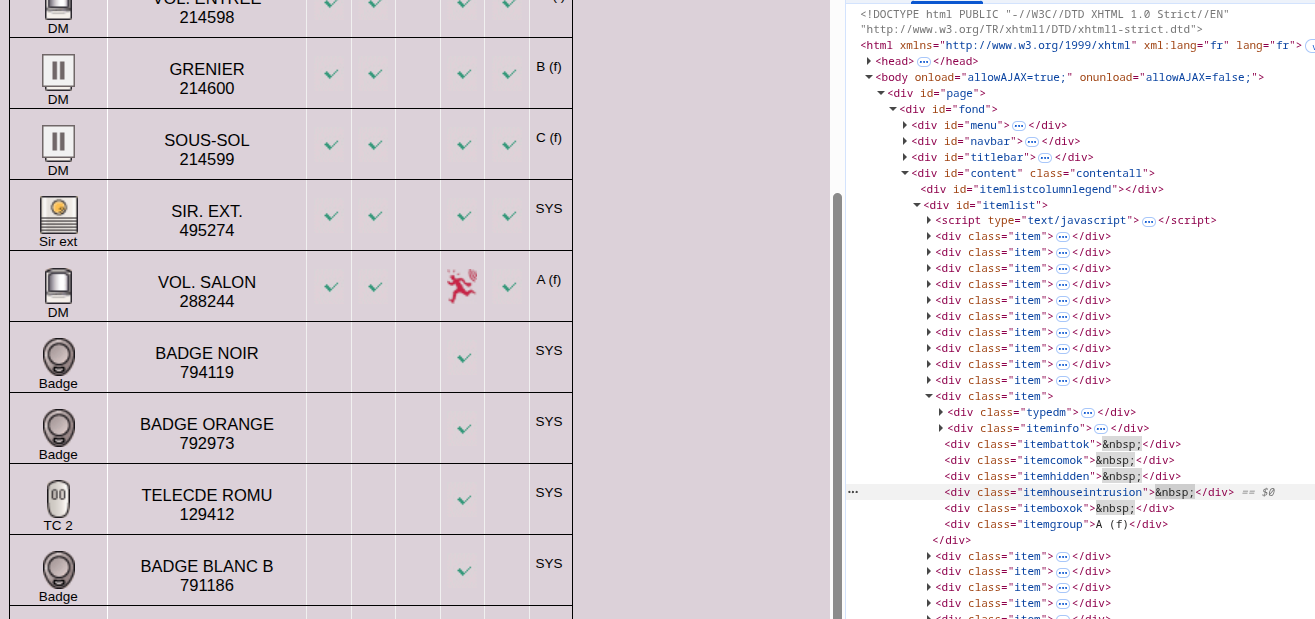 VOL. ENTREE
214598
DM
GRENIER
214600
DM
B (f)
SOUS-SOL
214599
DM
C (f)
SIR. EXT.
495274
Sir ext
SYS
VOL. SALON
288244
DM
A (f)
BADGE NOIR
794119
Badge
SYS
BADGE ORANGE
792973
Badge
SYS
TELECDE ROMU
129412
TC 2
SYS
BADGE BLANC B
791186
Badge
SYS
<!DOCTYPE html PUBLIC "-//W3C//DTD XHTML 1.0 Strict//EN"
"http://www.w3.org/TR/xhtml1/DTD/xhtml1-strict.dtd">
<html xmlns="http://www.w3.org/1999/xhtml" xml:lang="fr" lang="fr">
<head>…</head>
<body onload="allowAJAX=true;" onunload="allowAJAX=false;">
<div id="page">
<div id="fond">
<div id="menu">…</div>
<div id="navbar">…</div>
<div id="titlebar">…</div>
<div id="content" class="contentall">
<div id="itemlistcolumnlegend"></div>
<div id="itemlist">
<script type="text/javascript">…</script>
<div class="item">…</div>
<div class="item">…</div>
<div class="item">…</div>
<div class="item">…</div>
<div class="item">…</div>
<div class="item">…</div>
<div class="item">…</div>
<div class="item">…</div>
<div class="item">…</div>
<div class="item">…</div>
<div class="item">
<div class="typedm">…</div>
<div class="iteminfo">…</div>
<div class="itembattok">&nbsp;</div>
<div class="itemcomok">&nbsp;</div>
<div class="itemhidden">&nbsp;</div>
<div class="itemhouseintrusion">&nbsp;</div> == $0
<div class="itemboxok">&nbsp;</div>
<div class="itemgroup">A (f)</div>
</div>
<div class="item">…</div>
<div class="item">…</div>
<div class="item">…</div>
<div class="item">…</div>